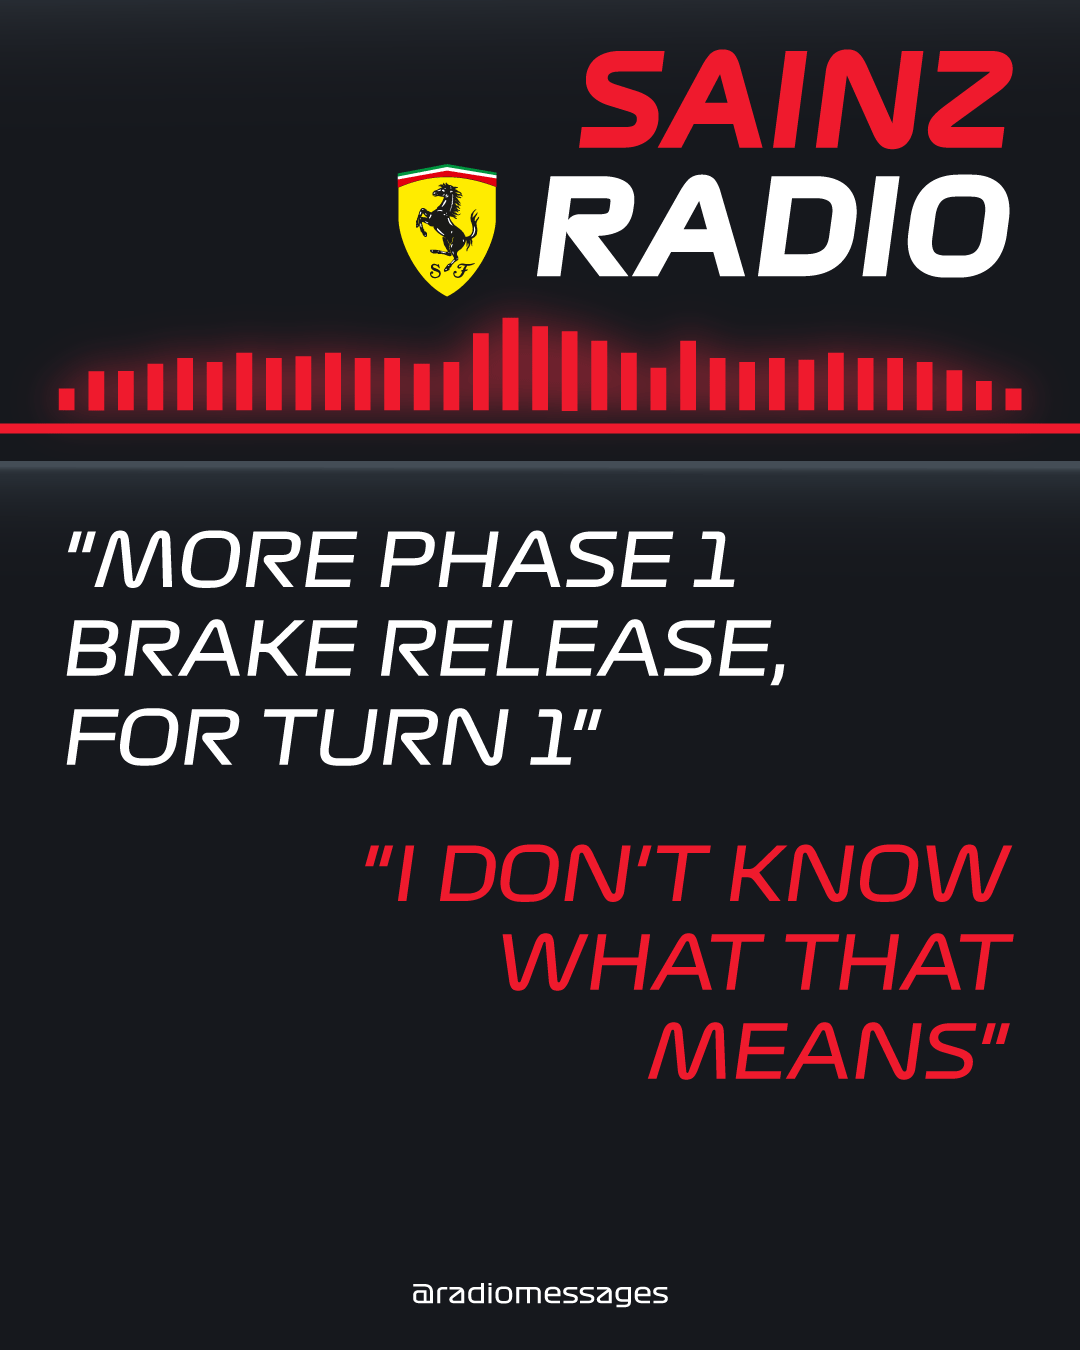 SAINZ
RADIO
S F
"MORE PHASE 1
BRAKE RELEASE,
FOR TURN 1"
"I DON'T KNOW
WHAT THAT
MEANS"
@radiomessages